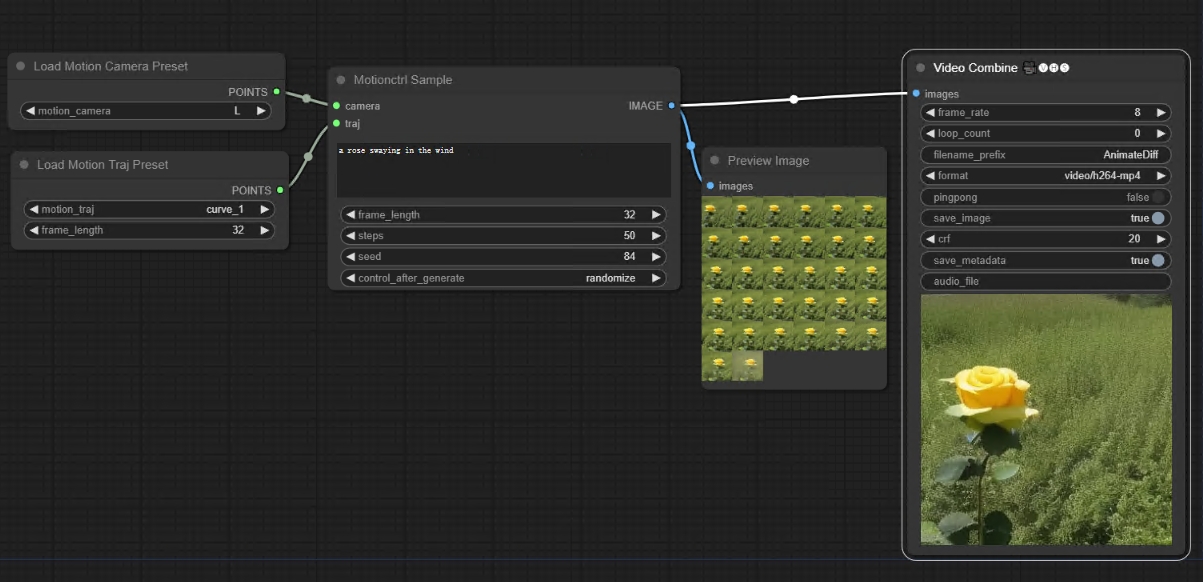 Load Motion Camera Preset
POINTS
motion_camera L
Load Motion Traj Preset
POINTS
motion_traj curve_1
frame_length 32
Motionctrl Sample
camera IMAGE
traj
a rose swaying in the wind
frame_length 32
steps 50
seed 84
control_after_generate randomize
Preview Image
images
Video Combine 🎥🅥🅗🅢
images
frame_rate 8
loop_count 0
filename_prefix AnimateDiff
format video/h264-mp4
pingpong false
save_image true
crf 20
save_metadata true
audio_file